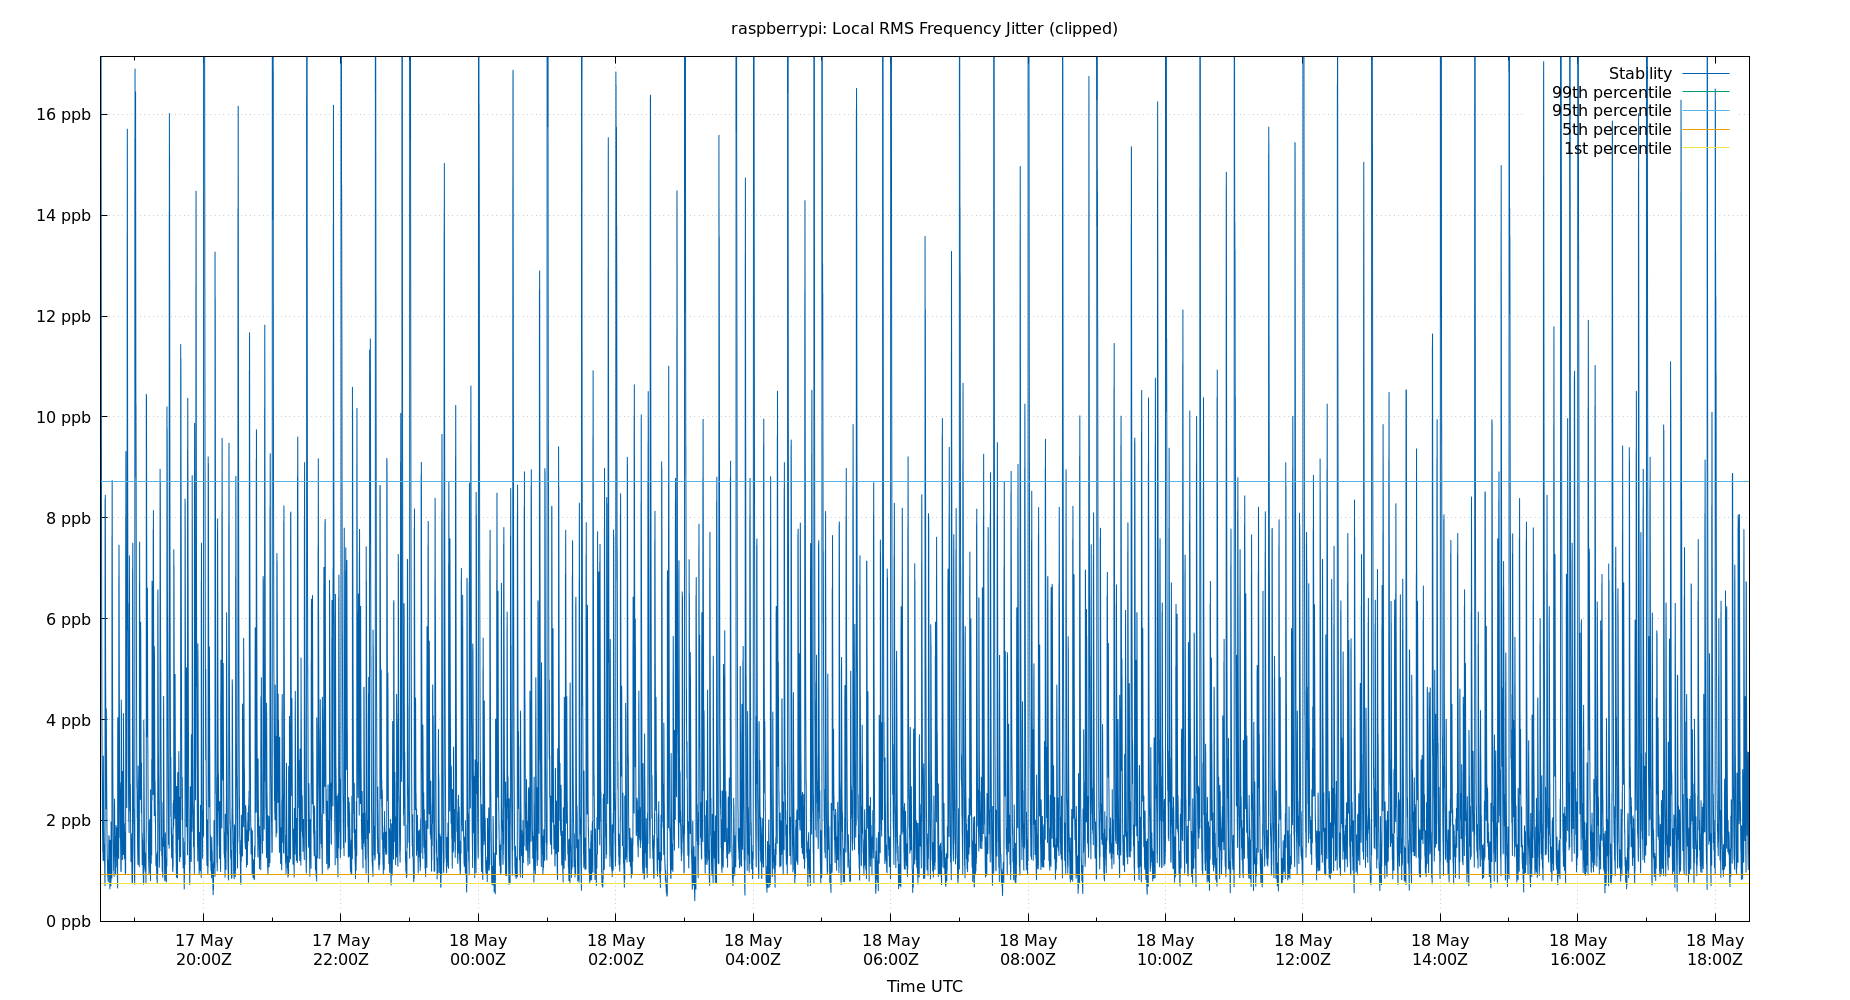 raspberrypi: Local RMS Frequency Jitter (clipped)
Stability
99th percentile
95th percentile
5th percentile
1st percentile
16 ppb
14 ppb
12 ppb
10 ppb
8 ppb
6 ppb
4 ppb
2 ppb
0 ppb
17 May 17 May 18 May 18 May 18 May 18 May 18 May 18 May 18 May 18 May 18 May 18 May
20:00Z 22:00Z 00:00Z 02:00Z 04:00Z 06:00Z 08:00Z 10:00Z 12:00Z 14:00Z 16:00Z 18:00Z
Time UTC